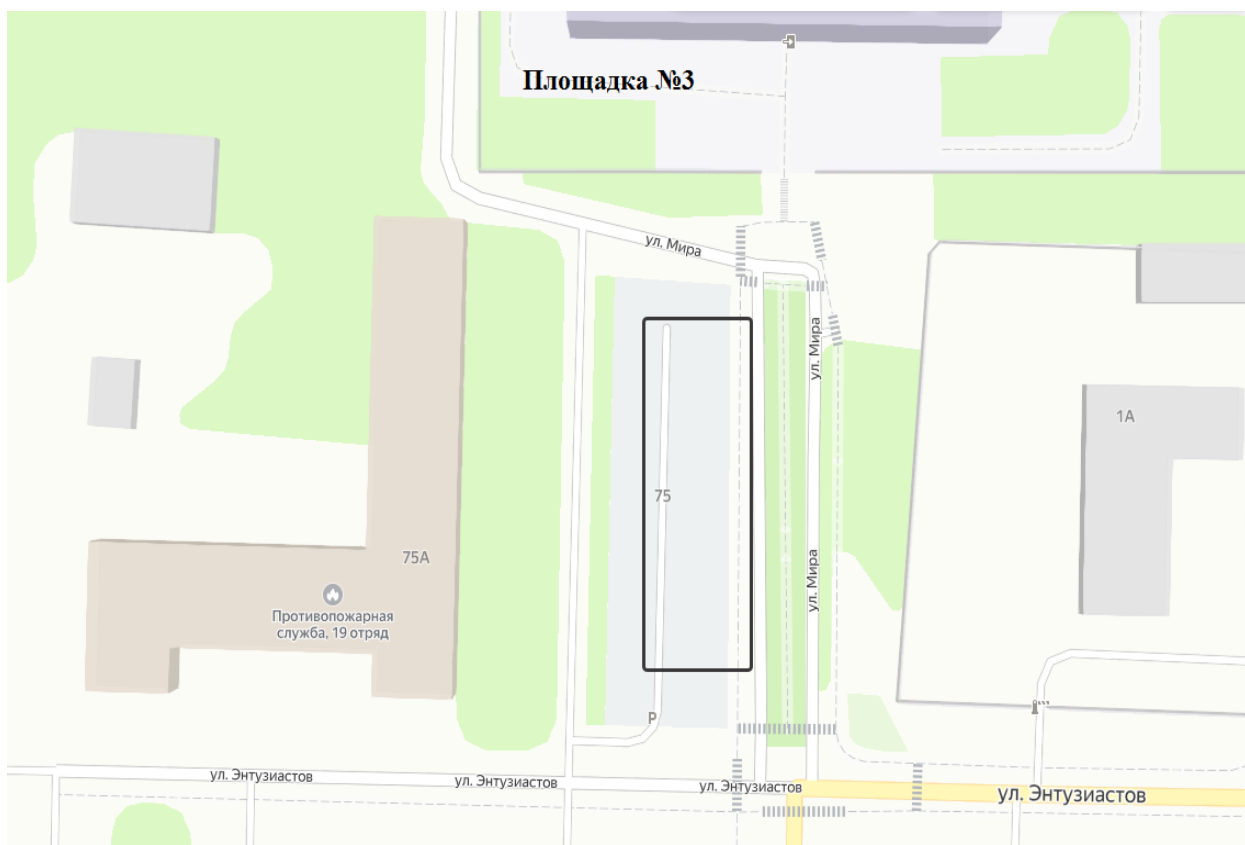 Площадка №3
ул. Мира
ул. Мира
1А
75
75А
ул. Мира
Противопожарная
служба, 19 отряд
P
ул. Энтузиастов
ул. Энтузиастов
ул. Энтузиастов
ул. Энтузиастов